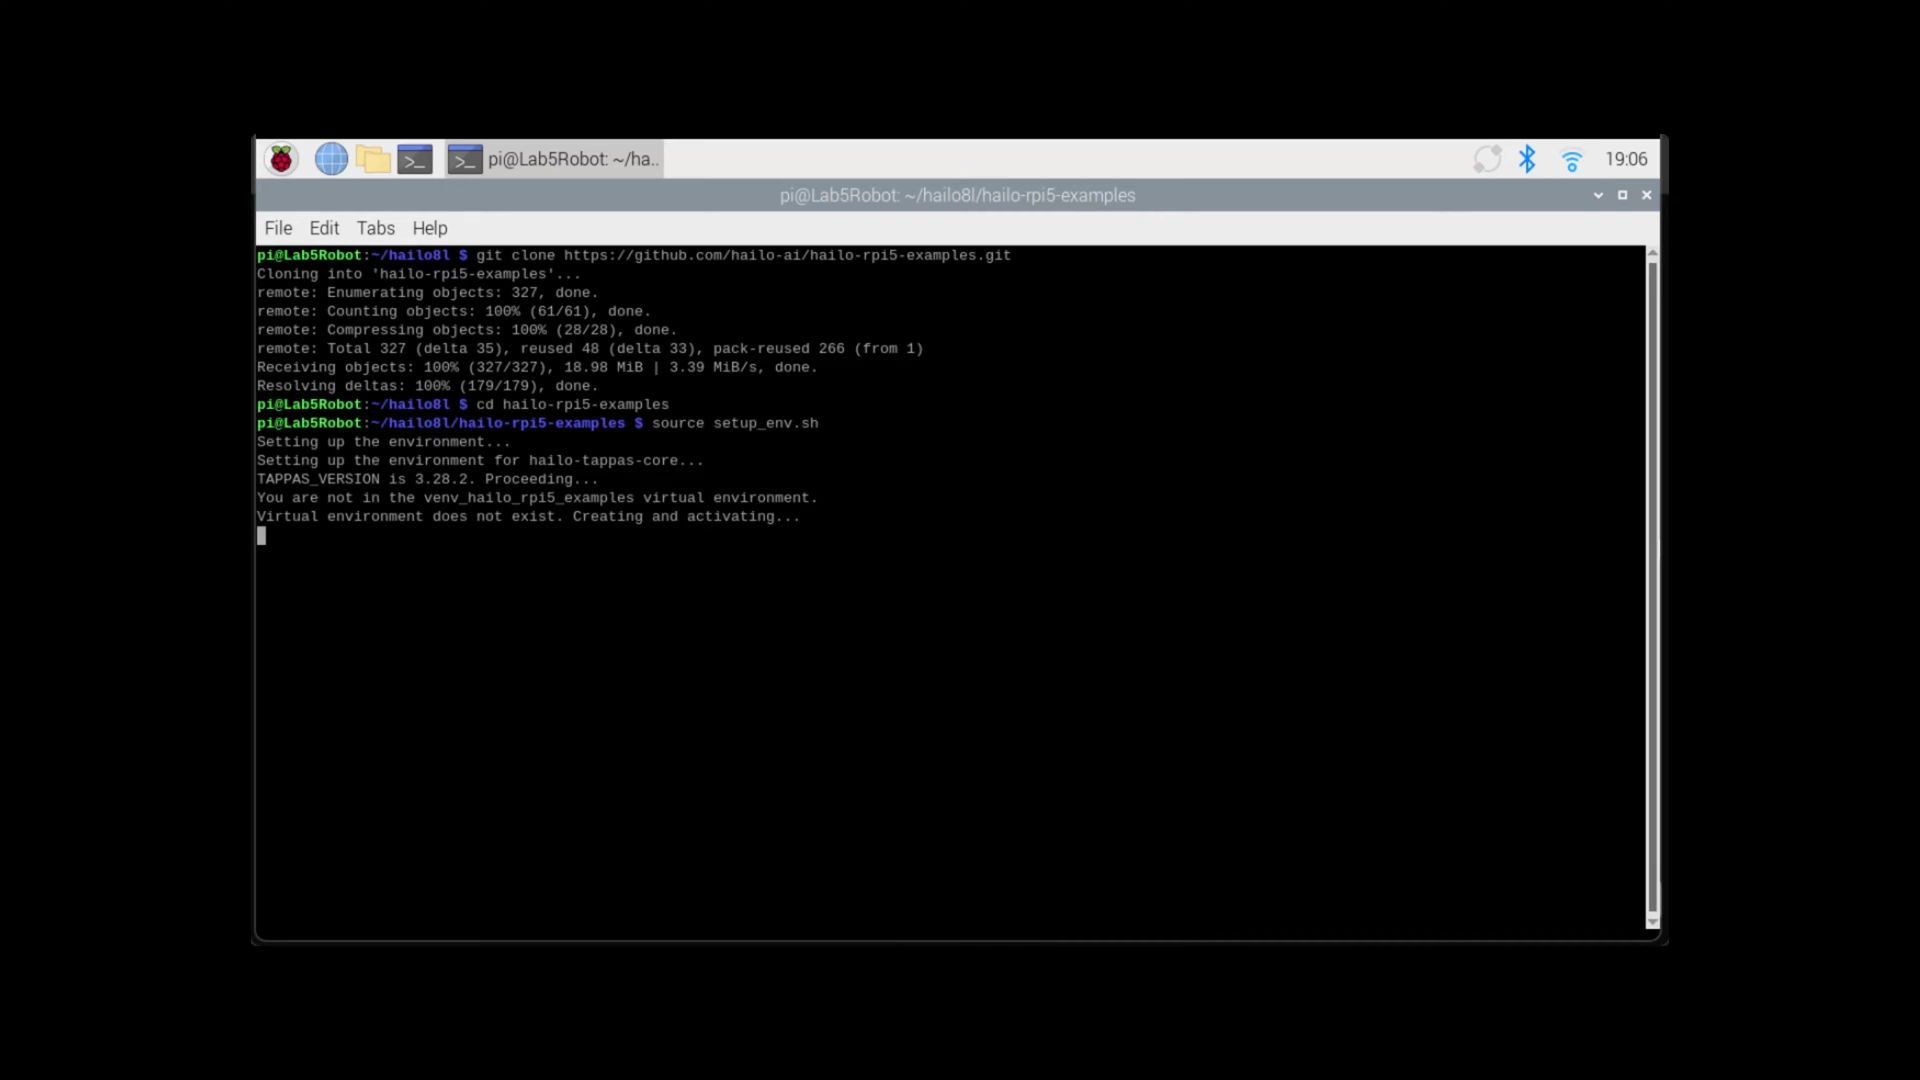 pi@Lab5Robot: ~/ha..
19:06
pi@Lab5Robot: ~/hailo8l/hailo-rpi5-examples
File Edit Tabs Help
pi@Lab5Robot:~/hailo8l $ git clone https://github.com/hailo-ai/hailo-rpi5-examples.git
Cloning into 'hailo-rpi5-examples'...
remote: Enumerating objects: 327, done.
remote: Counting objects: 100% (61/61), done.
remote: Compressing objects: 100% (28/28), done.
remote: Total 327 (delta 35), reused 48 (delta 33), pack-reused 266 (from 1)
Receiving objects: 100% (327/327), 18.98 MiB | 3.39 MiB/s, done.
Resolving deltas: 100% (179/179), done.
pi@Lab5Robot:~/hailo8l $ cd hailo-rpi5-examples
pi@Lab5Robot:~/hailo8l/hailo-rpi5-examples $ source setup_env.sh
Setting up the environment...
Setting up the environment for hailo-tappas-core...
TAPPAS_VERSION is 3.28.2. Proceeding...
You are not in the venv_hailo_rpi5_examples virtual environment.
Virtual environment does not exist. Creating and activating...